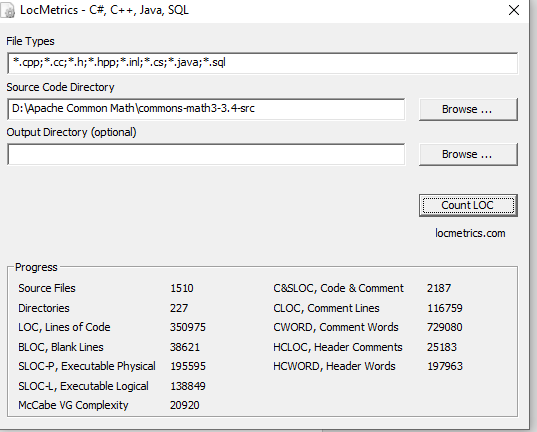 LocMetrics - C#, C++, Java, SQL
File Types
*.cpp;*.cc;*.h;*.hpp;*.inl;*.cs;*.java;*.sql
Source Code Directory
D:\Apache Common Math\commons-math3-3.4-src
Browse ...
Output Directory (optional)
Browse ...
Count LOC
locmetrics.com
Progress
Source Files 1510 C&SLOC, Code & Comment 2187
Directories 227 CLOC, Comment Lines 116759
LOC, Lines of Code 350975 CWORD, Comment Words 729080
BLOC, Blank Lines 38621 HCLOC, Header Comments 25183
SLOC-P, Executable Physical 195595 HCWORD, Header Words 197963
SLOC-L, Executable Logical 138849
McCabe VG Complexity 20920